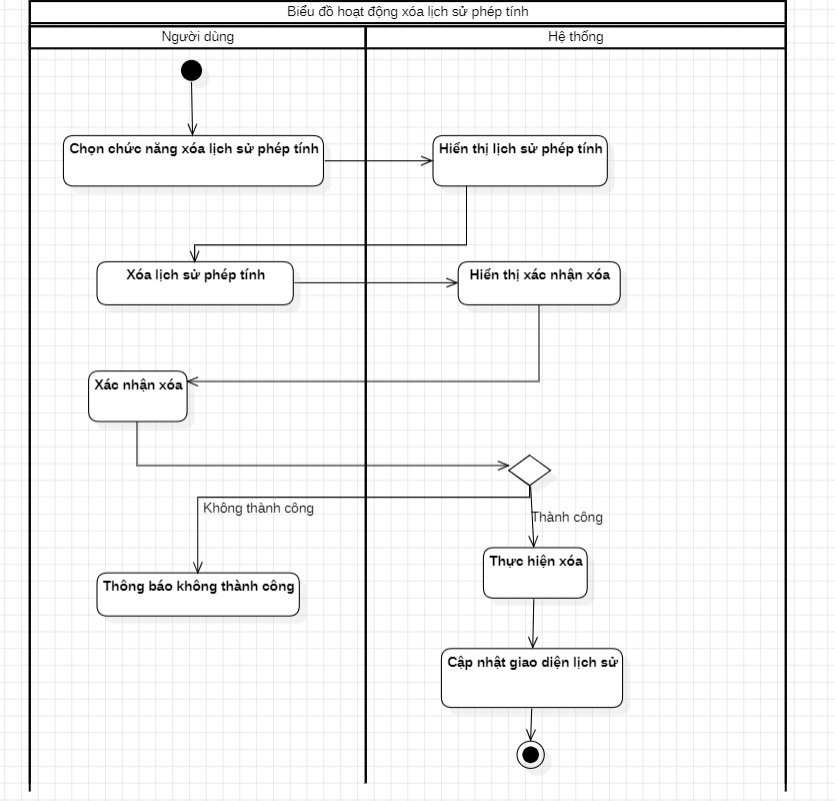 Biểu đồ hoạt động xóa lịch sử phép tính
Người dùng
Hệ thống
Chọn chức năng xóa lịch sử phép tính
Hiển thị lịch sử phép tính
Xóa lịch sử phép tính
Hiển thị xác nhận xóa
Xác nhận xóa
Không thành công
Thành công
Thực hiện xóa
Thông báo không thành công
Cập nhật giao diện lịch sử